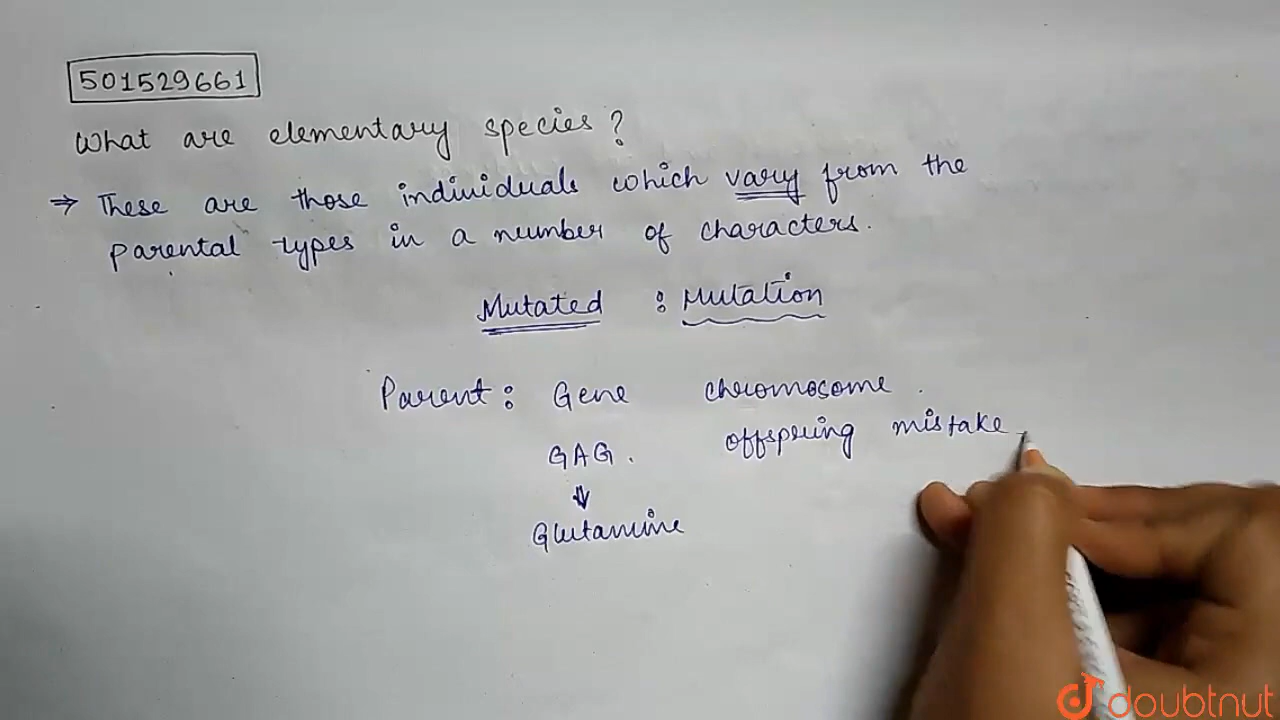 501529661
What are elementary species?
⇒ These are those individuals which vary from the
parental types in a number of characters.
Mutated : Mutation
Parent : Gene chromosome.
offspring mistake
GAG.
⇓
Glutamine
doubtnut